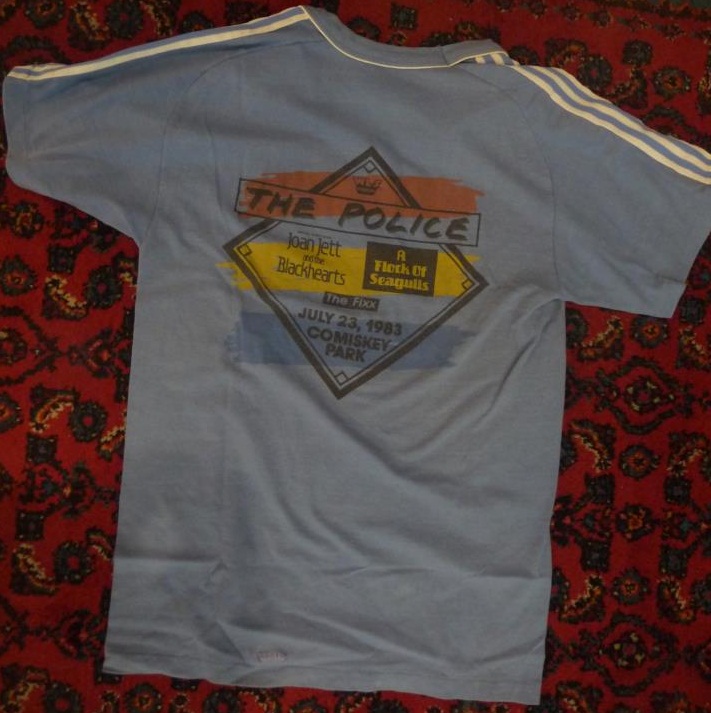 THE POLICE
Joan Jett
and the
Blackhearts
A
Flock Of
Seagulls
The Fixx
JULY 23, 1983
COMISKEY
PARK